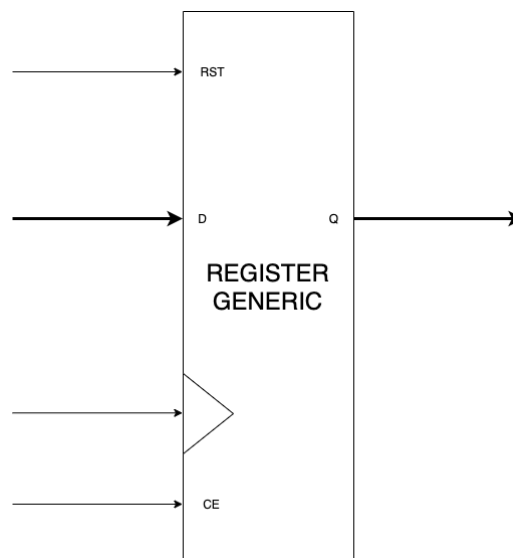 RST
D
Q
REGISTER
GENERIC
CE